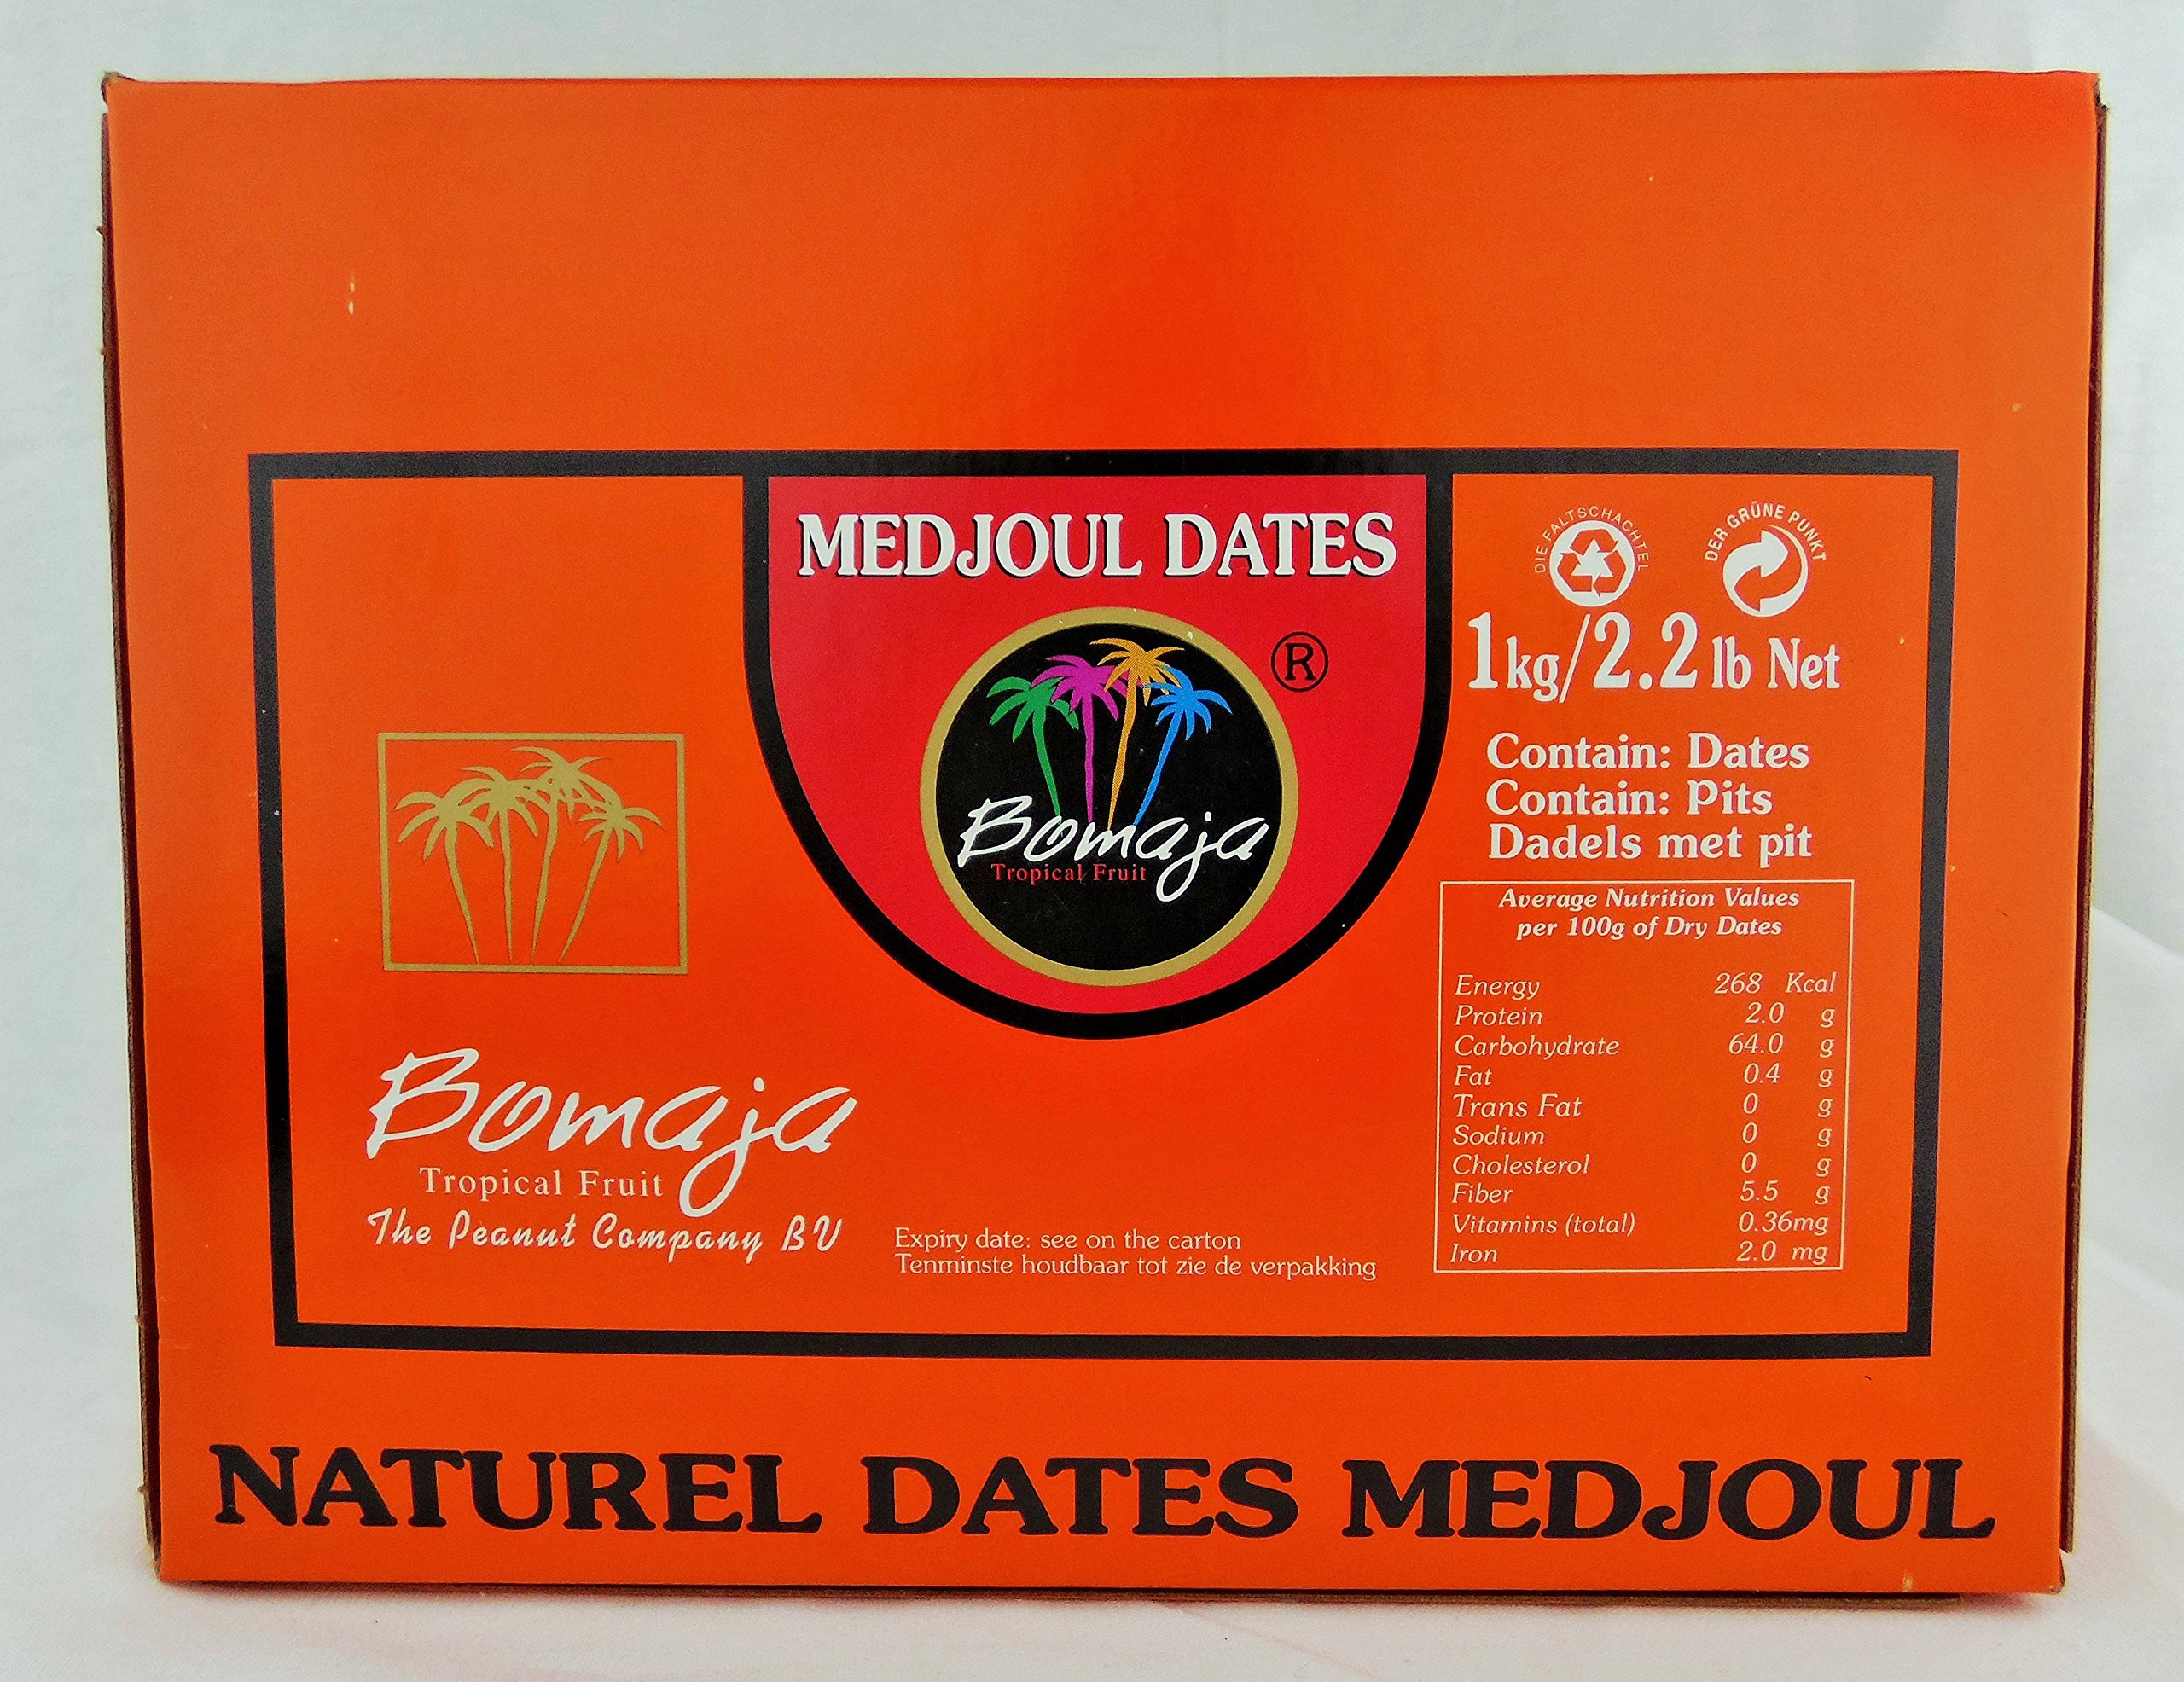 MEDJOUL DATES
®
Bomaja
Tropical Fruit
DIE FALTSCHACHTEL
DER GRÜNE PUNKT
1kg/2.2 lb Net
Contain: Dates
Contain: Pits
Dadels met pit
Average Nutrition Values
per 100g of Dry Dates
Energy 268 Kcal
Protein 2.0 g
Carbohydrate 64.0 g
Fat 0.4 g
Trans Fat 0 g
Sodium 0 g
Cholesterol 0 g
Fiber 5.5 g
Vitamins (total) 0.36mg
Iron 2.0 mg
Bomaja
Tropical Fruit
The Peanut Company BV
Expiry date: see on the carton
Tenminste houdbaar tot zie de verpakking
NATUREL DATES MEDJOUL